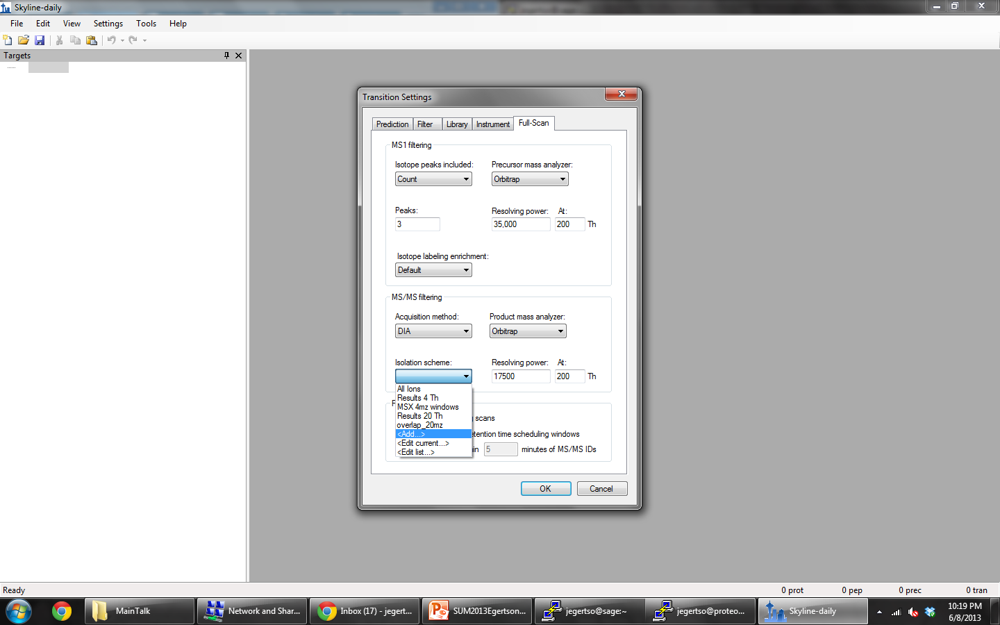 Skyline-daily
File Edit View Settings Tools Help
Targets
Transition Settings
Prediction Filter Library Instrument Full-Scan
MS1 filtering
Isotope peaks included: Precursor mass analyzer:
Count Orbitrap
Peaks: Resolving power: At:
3 35,000 200 Th
Isotope labeling enrichment:
Default
MS/MS filtering
Acquisition method: Product mass analyzer:
DIA Orbitrap
Isolation scheme: Resolving power: At:
17500 200 Th
All Ions
Results 4 Th
MSX 4mz windows
Results 20 Th
overlap_20mz
scans
<Add...>
etention time scheduling windows
<Edit current...>
in 5 minutes of MS/MS IDs
<Edit list...>
OK Cancel
Ready 0 prot 0 pep 0 prec 0 tran
MainTalk Network and Shar... Inbox (17) - jegert... SUM2013Egertson... jegertso@sage:~ jegertso@proteo... Skyline-daily 10:19 PM
6/8/2013